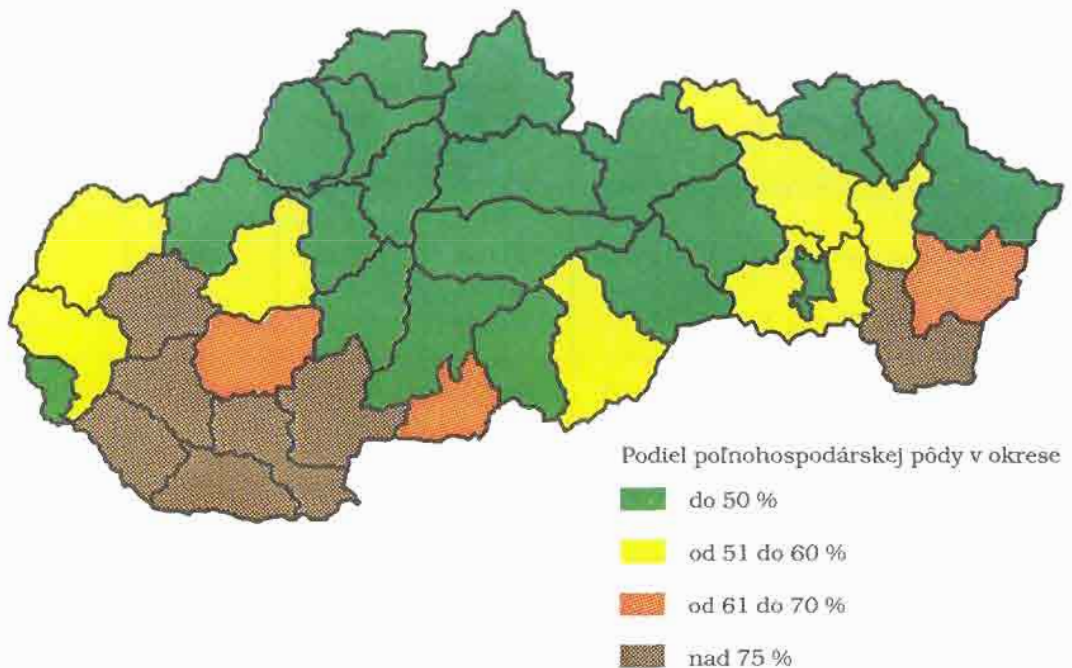 Podiel poľnohospodárskej pôdy v okrese
do 50 %
od 51 do 60 %
od 61 do 70 %
nad 75 %